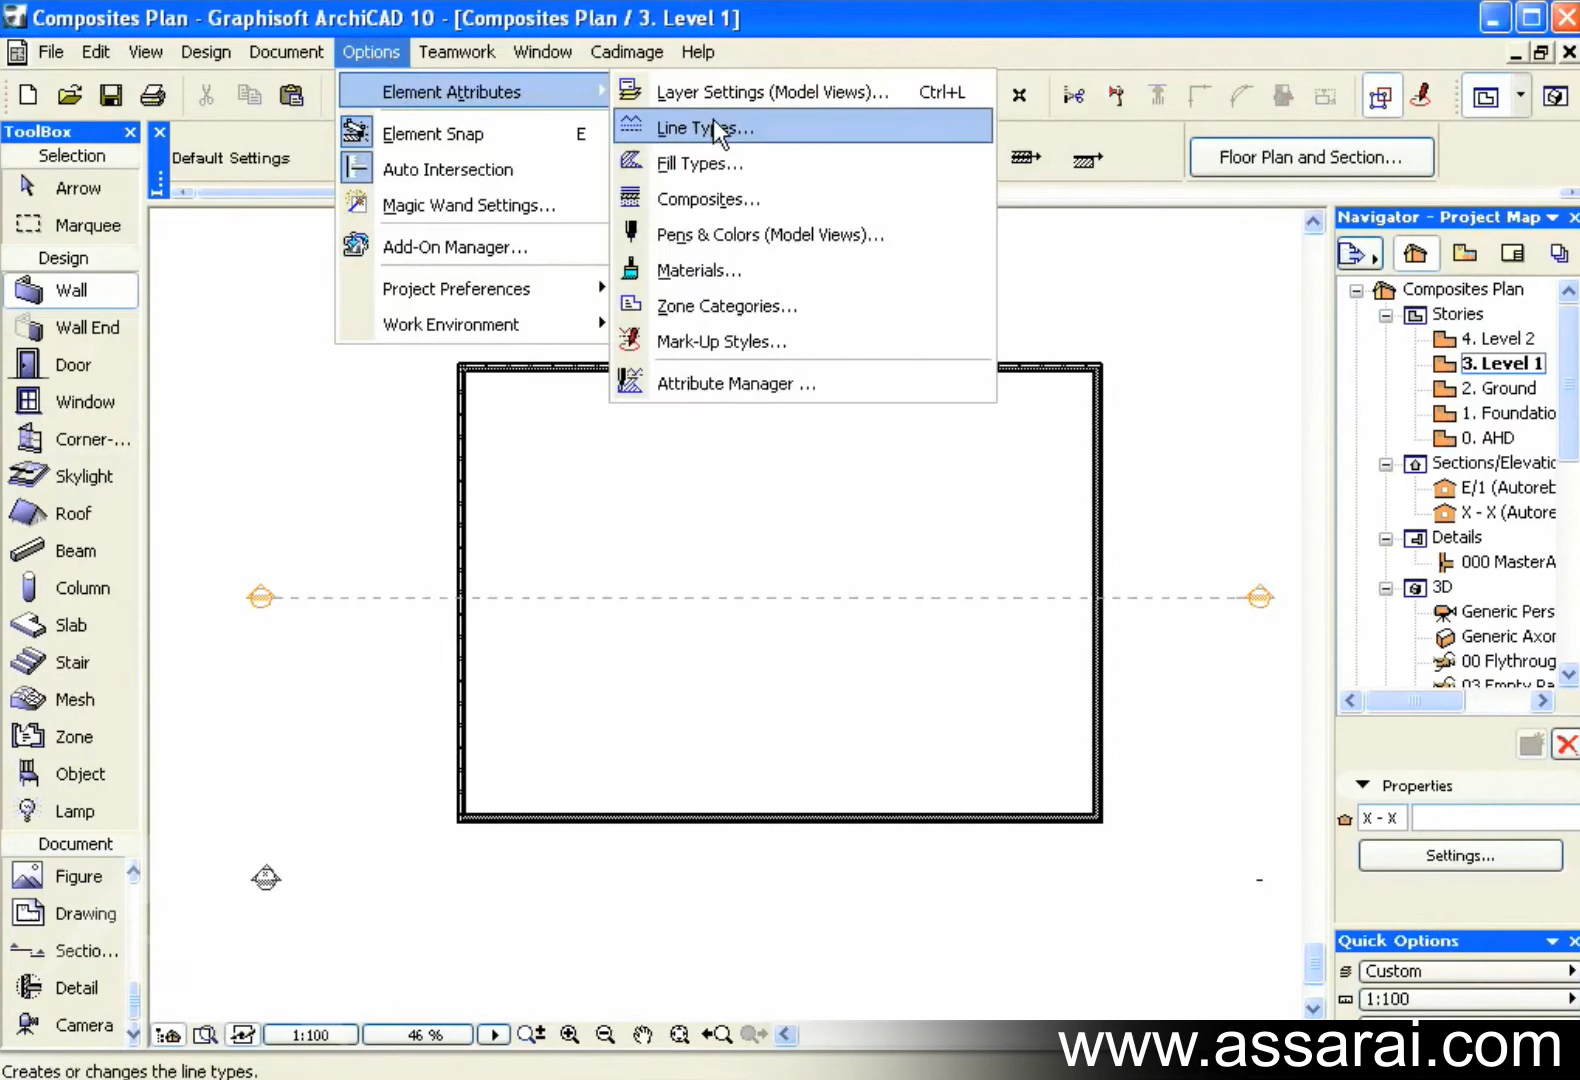 Composites Plan - Graphisoft ArchiCAD 10 - [Composites Plan / 3. Level 1]
File Edit View Design Document Options Teamwork Window Cadimage Help
Element Attributes
Element Snap E
Auto Intersection
Magic Wand Settings...
Add-On Manager...
Project Preferences
Work Environment
Layer Settings (Model Views)... Ctrl+L
Line Types...
Fill Types...
Composites...
Pens & Colors (Model Views)...
Materials...
Zone Categories...
Mark-Up Styles...
Attribute Manager ...
ToolBox
Selection
Arrow
Marquee
Design
Wall
Wall End
Door
Window
Corner-...
Skylight
Roof
Beam
Column
Slab
Stair
Mesh
Zone
Object
Lamp
Document
Figure
Drawing
Sectio...
Detail
Camera
Default Settings
Floor Plan and Section...
Navigator - Project Map
Composites Plan
Stories
4. Level 2
3. Level 1
2. Ground
1. Foundatio
0. AHD
Sections/Elevatic
E/1 (Autoreb
X - X (Autore
Details
000 MasterA
3D
Generic Pers
Generic Axor
00 Flythroug
03 Empty Pa
Properties
X - X
Settings...
Quick Options
Custom
1:100
1:100
46 %
www.assarai.com
Creates or changes the line types.